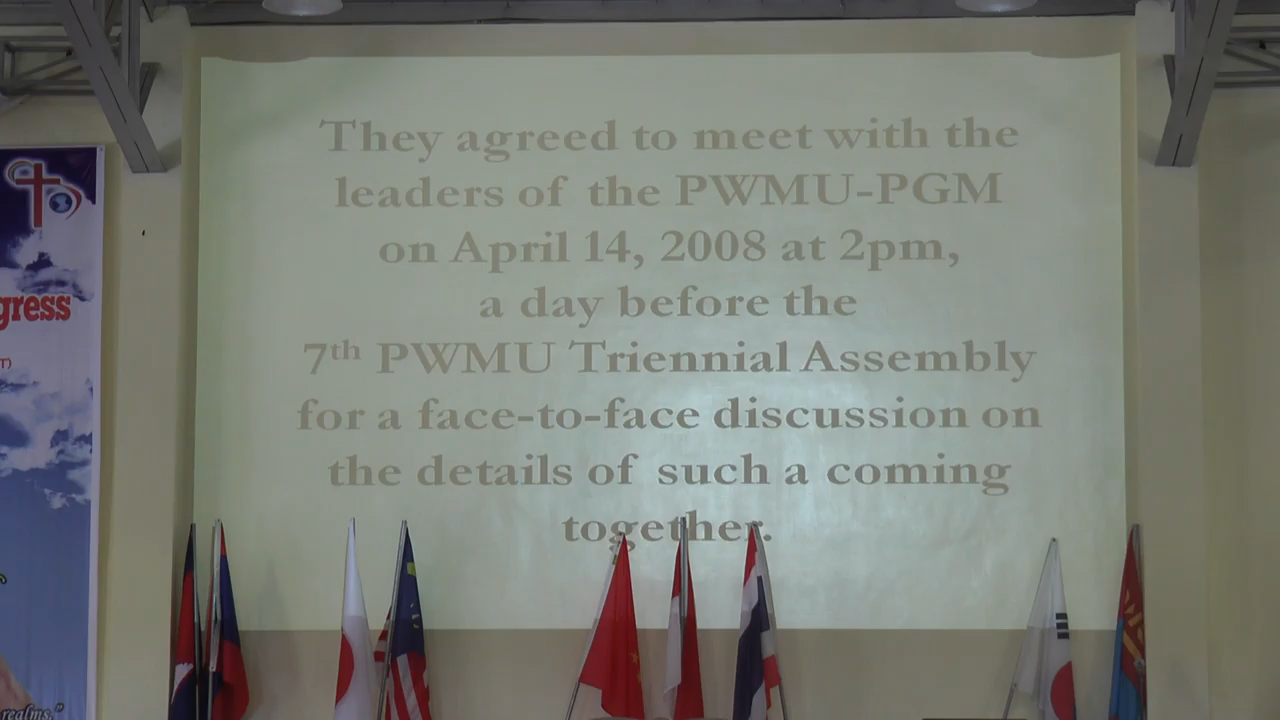 They agreed to meet with the
leaders of the PWMU-PGM
on April 14, 2008 at 2pm,
a day before the
7th PWMU Triennial Assembly
for a face-to-face discussion on
the details of such a coming
together.
gress
T)
realms."